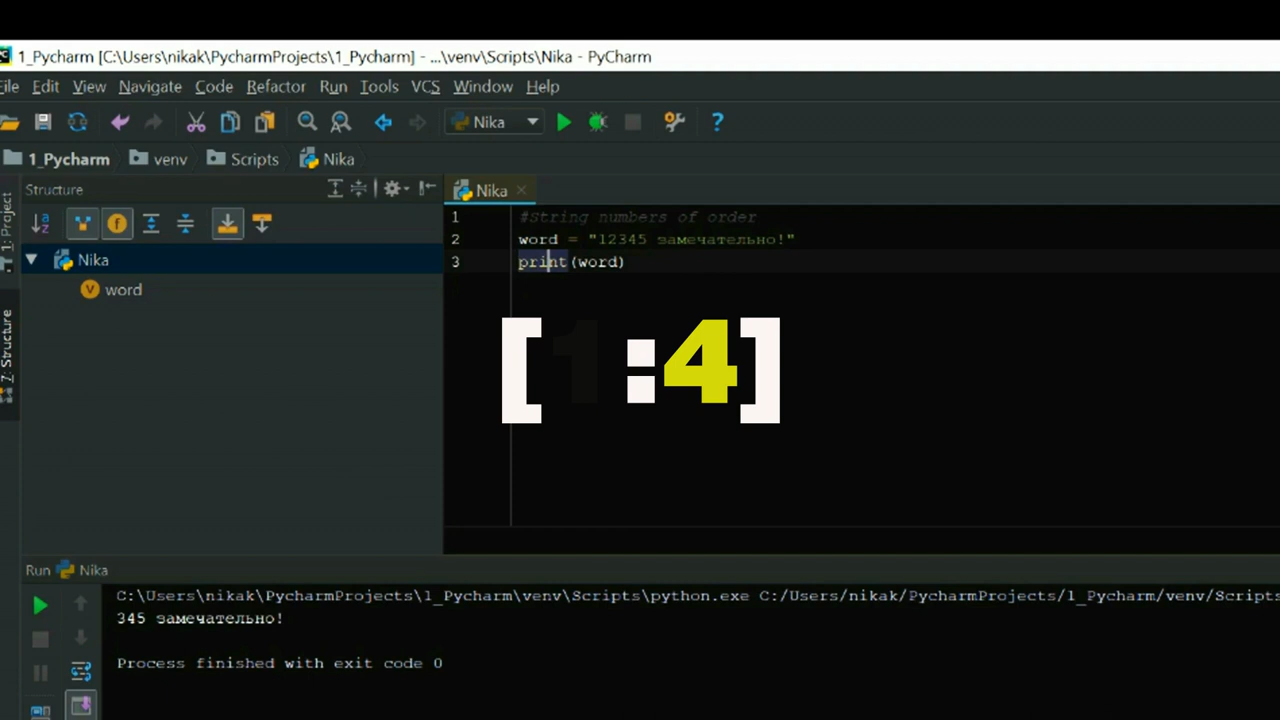 1_Pycharm [C:\Users\nikak\PycharmProjects\1_Pycharm] - ...\venv\Scripts\Nika - PyCharm
ile Edit View Navigate Code Refactor Run Tools VCS Window Help
Nika
1_Pycharm venv Scripts Nika
Structure
Nika
1: Project
7: Structure
Nika
word
1 #string numbers of order
2 word = "12345 замечательно!"
3 print(word)
[1:4]
Run Nika
C:\Users\nikak\PycharmProjects\1_Pycharm\venv\Scripts\python.exe C:/Users/nikak/PycharmProjects/1_Pycharm/venv/Scripts
345 замечательно!
Process finished with exit code 0